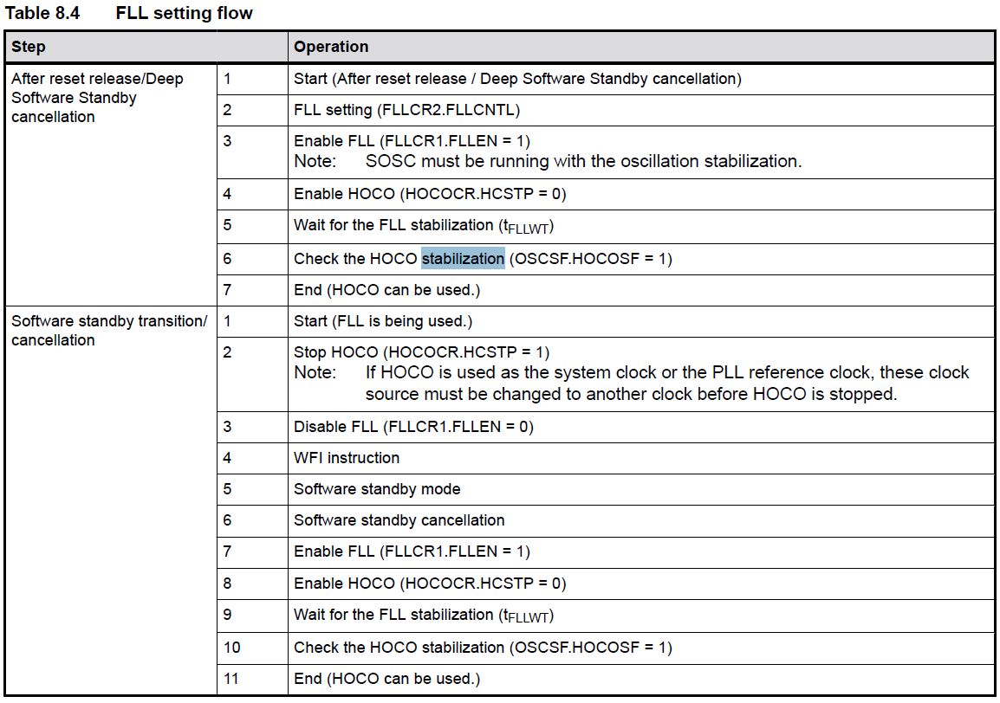 Table 8.4 FLL setting flow
Step Operation
After reset release/Deep
Software Standby
cancellation
1 Start (After reset release / Deep Software Standby cancellation)
2 FLL setting (FLLCR2.FLLCNTL)
3 Enable FLL (FLLCR1.FLLEN = 1)
Note: SOSC must be running with the oscillation stabilization.
4 Enable HOCO (HOCOCR.HCSTP = 0)
5 Wait for the FLL stabilization (tFLLWT)
6 Check the HOCO stabilization (OSCSF.HOCOSF = 1)
7 End (HOCO can be used.)
Software standby transition/
cancellation
1 Start (FLL is being used.)
2 Stop HOCO (HOCOCR.HCSTP = 1)
Note: If HOCO is used as the system clock or the PLL reference clock, these clock
source must be changed to another clock before HOCO is stopped.
3 Disable FLL (FLLCR1.FLLEN = 0)
4 WFI instruction
5 Software standby mode
6 Software standby cancellation
7 Enable FLL (FLLCR1.FLLEN = 1)
8 Enable HOCO (HOCOCR.HCSTP = 0)
9 Wait for the FLL stabilization (tFLLWT)
10 Check the HOCO stabilization (OSCSF.HOCOSF = 1)
11 End (HOCO can be used.)